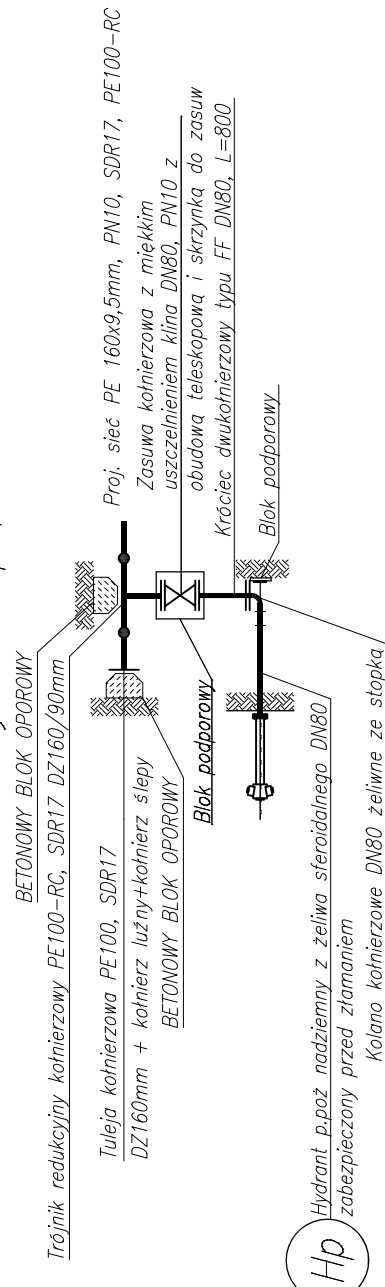 BETONOWY BLOK OPOROWY
Trójnik redukcyjny kołnierzowy PE100-RC, SDR17 DZ160/90mm
Tuleja kołnierzowa PE100, SDR17
DZ160mm + kołnierz luźny+kołnierz ślepy
BETONOWY BLOK OPOROWY
Blok podporowy
Proj. sieć PE 160x9,5mm, PN10, SDR17, PE100-RC
Zasuwa kołnierzowa z miękkim
uszczelnieniem klina DN80, PN10 z
obudową teleskopową i skrzynką do zasuw
Króciec dwukołnierzowy typu FF DN80, L=800
Blok podporowy
Hp
Hydrant p.poż nadziemny z żeliwa sferoidalnego DN80
zabezpieczony przed złamaniem
Kolano kołnierzowe DN80 żeliwne ze stopką